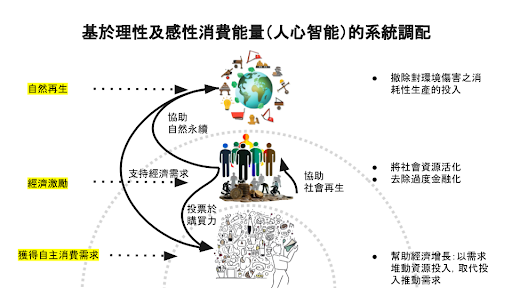 基於理性及感性消費能量(人心智能)的系統調配
自然再生
協助
自然永續
● 撤除對環境傷害之消
耗性生產的投入
經濟激勵
支持經濟需求
協助
社會再生
● 將社會資源活化
● 去除過度金融化
投票於
購買力
獲得自主消費需求
● 幫助經濟增長:以需求
堆動資源投入, 取代投
入推動需求